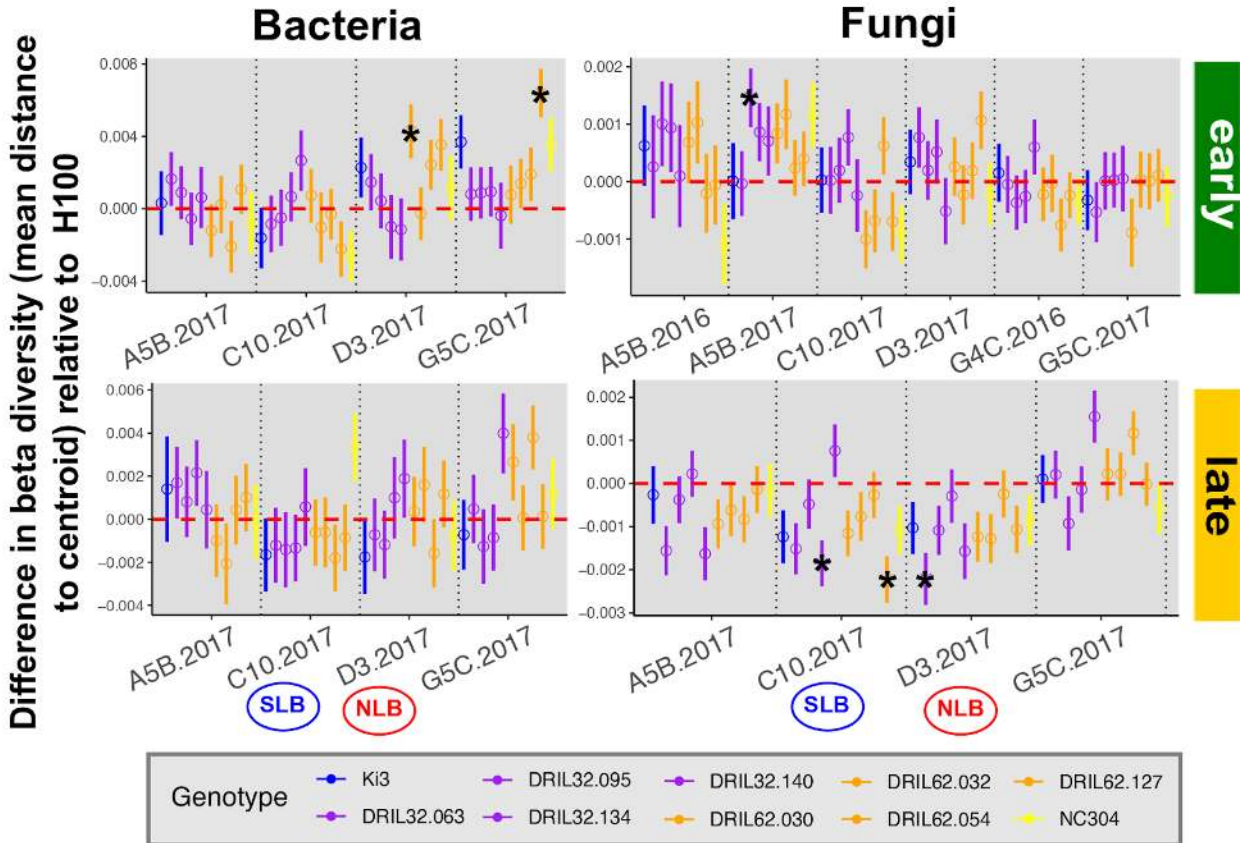 Bacteria
Fungi
Difference in beta diversity (mean distance
to centroid) relative to H100
0.008
0.004
0.000
−0.004
A5B.2017
C10.2017
D3.2017
G5C.2017
0.002
0.001
0.000
−0.001
*
*
*
A5B.2016
A5B.2017
C10.2017
D3.2017
G4C.2016
G5C.2017
early
0.006
0.004
0.002
0.000
−0.002
−0.004
A5B.2017
C10.2017
D3.2017
G5C.2017
0.002
0.001
0.000
−0.001
−0.002
−0.003
*
*
*
A5B.2017
C10.2017
D3.2017
G5C.2017
late
SLB
NLB
SLB
NLB
Genotype
Ki3
DRIL32.095
DRIL32.140
DRIL62.032
DRIL62.127
DRIL32.063
DRIL32.134
DRIL62.030
DRIL62.054
NC304